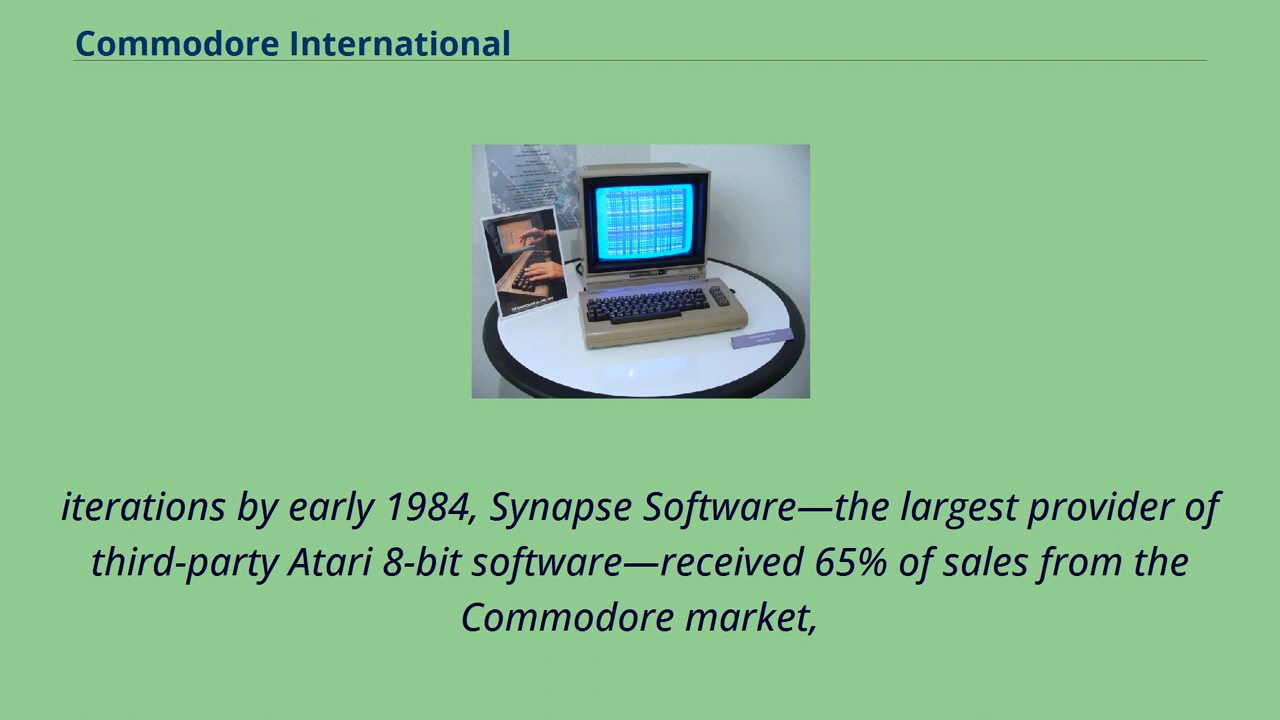 Commodore International
iterations by early 1984, Synapse Software—the largest provider of
third-party Atari 8-bit software—received 65% of sales from the
Commodore market,